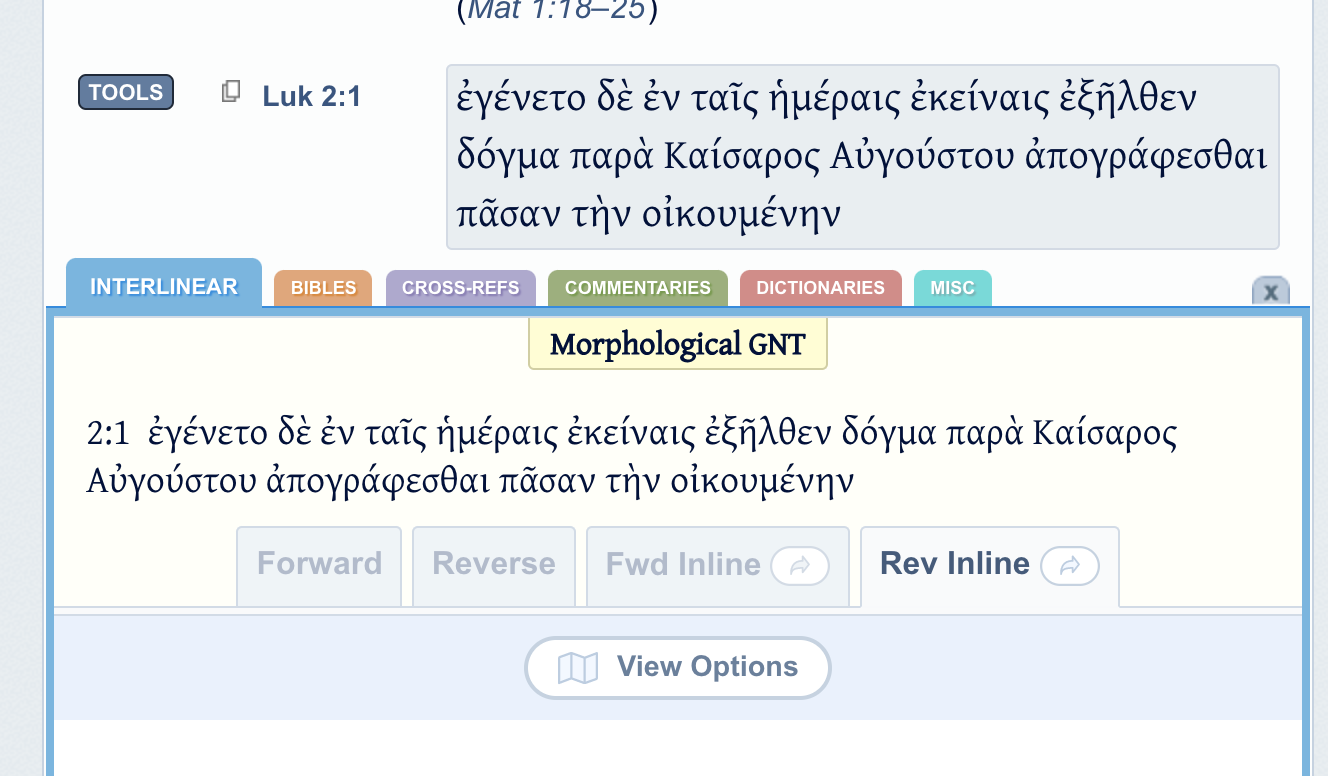 (Mat 1:18–25)
TOOLS Luk 2:1 ἐγένετο δὲ ἐν ταῖς ἡμέραις ἐκείναις ἐξῆλθεν
δόγμα παρὰ Καίσαρος Αὐγούστου ἀπογράφεσθαι
πᾶσαν τὴν οἰκουμένην
INTERLINEAR BIBLES CROSS-REFS COMMENTARIES DICTIONARIES MISC X
Morphological GNT
2:1 ἐγένετο δὲ ἐν ταῖς ἡμέραις ἐκείναις ἐξῆλθεν δόγμα παρὰ Καίσαρος
Αὐγούστου ἀπογράφεσθαι πᾶσαν τὴν οἰκουμένην
Forward Reverse Fwd Inline Rev Inline
View Options